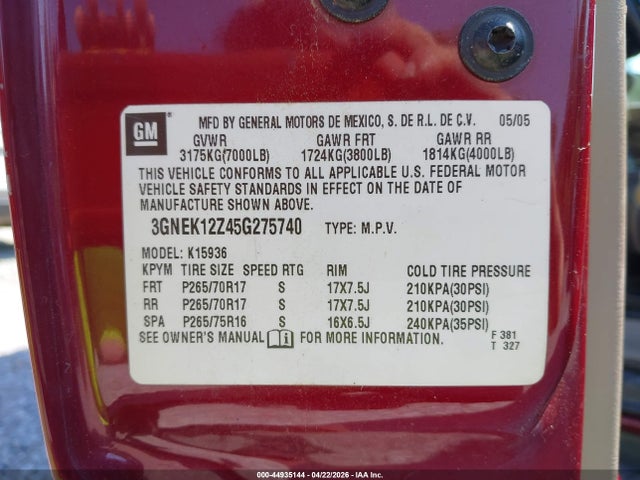 GM
MFD BY GENERAL MOTORS DE MEXICO, S. DE R.L. DE C.V. 05/05
GVWR GAWR FRT GAWR RR
3175KG(7000LB) 1724KG(3800LB) 1814KG(4000LB)
THIS VEHICLE CONFORMS TO ALL APPLICABLE U.S. FEDERAL MOTOR
VEHICLE SAFETY STANDARDS IN EFFECT ON THE DATE OF
MANUFACTURE SHOWN ABOVE.
3GNEK12Z45G275740 TYPE: M.P.V.
MODEL: K15936
KPYM TIRE SIZE SPEED RTG RIM COLD TIRE PRESSURE
FRT P265/70R17 S 17X7.5J 210KPA(30PSI)
RR P265/70R17 S 17X7.5J 210KPA(30PSI)
SPA P265/75R16 S 16X6.5J 240KPA(35PSI)
SEE OWNER'S MANUAL i FOR MORE INFORMATION.
F 381
T 327
000-44935144 - 04/22/2026 - IAA Inc.